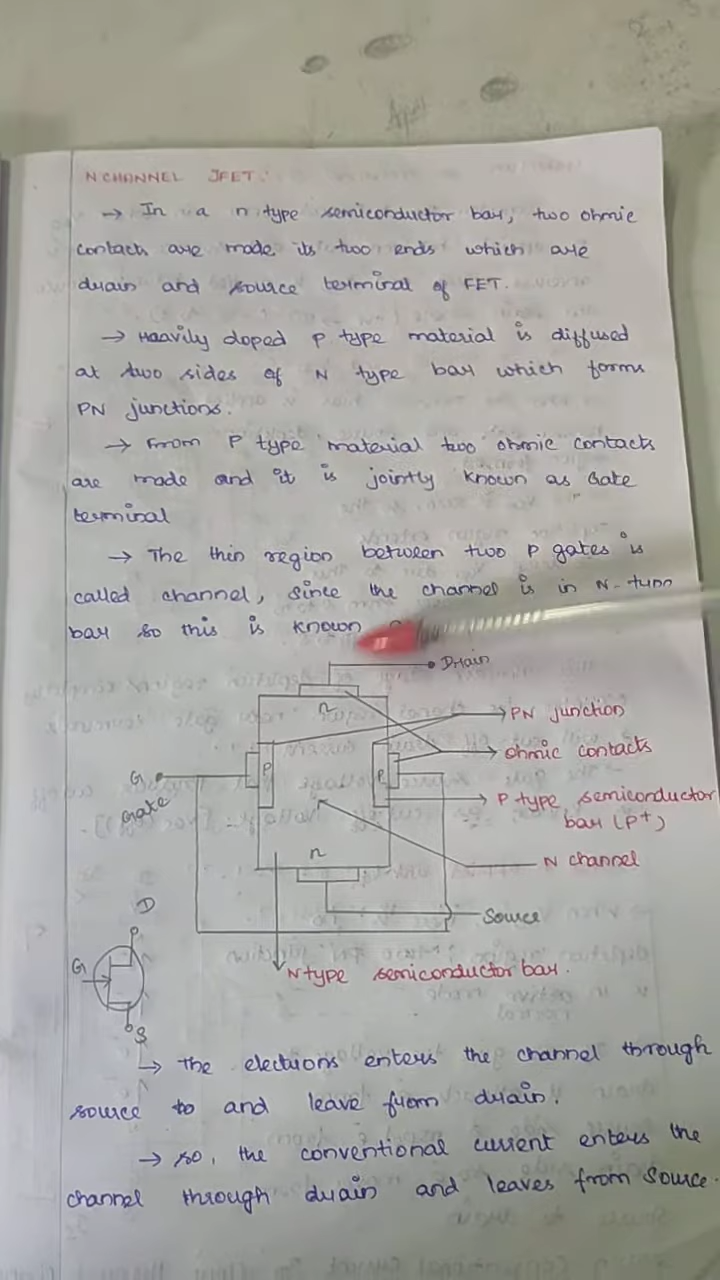 N CHANNEL JFET:
→ In a n type semiconductor bar, two ohmic
contact are made its two ends which are
drain and source terminal of FET.
→ Haavily doped P type material is diffused
at two sides of N type bar which forms
PN junctions.
→ From P type material two ohmic contacts
are made and it is jointly known as Gate
terminal
→ The thin region between two P gates is
called channel, since the channel is in N-
bar so this is known
Drain
n
PN junction
ohmic contacts
G
Gate
P
P
P type semiconductor
bar (P+)
n
N channel
Source
N type semiconductor bar.
D
G
S
→ The electrons enters the channel through
source to and leave from drain.
→ so, the conventional current enters the
channel through drain and leaves from Source.